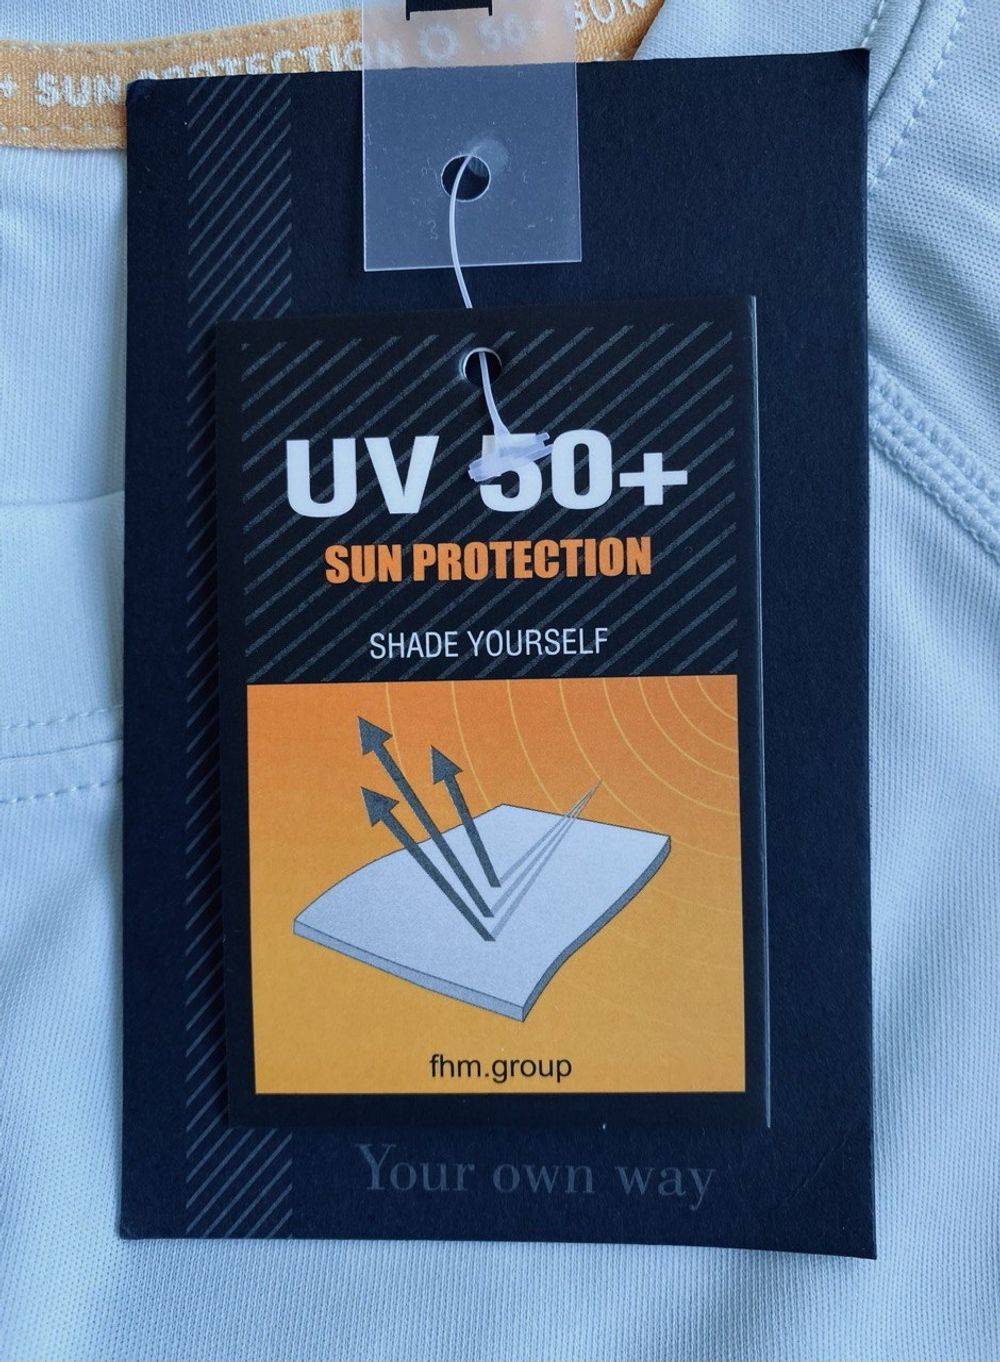 + SUN PROTECTION 50+ SUN
UV 50+
SUN PROTECTION
SHADE YOURSELF
fhm.group
Your own way